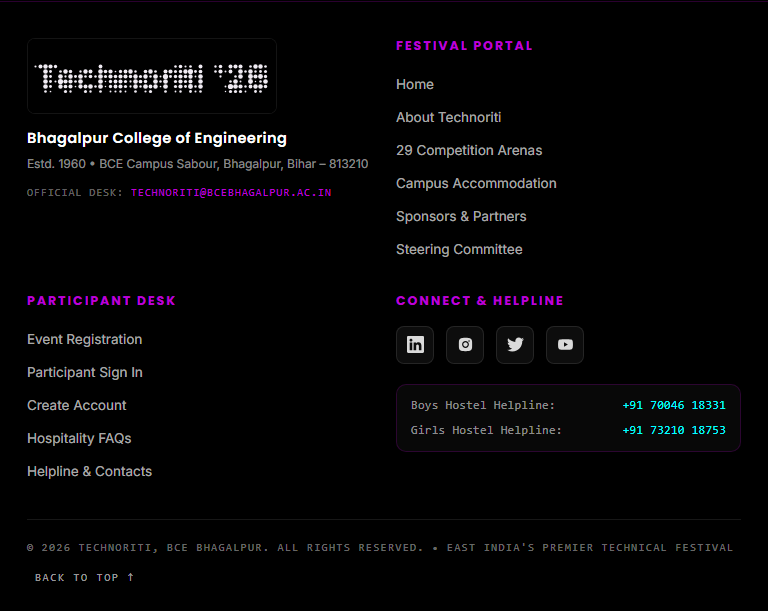 Technoriti '26
Bhagalpur College of Engineering
Estd. 1960 • BCE Campus Sabour, Bhagalpur, Bihar – 813210
OFFICIAL DESK: TECHNORITI@BCEBHAGALPUR.AC.IN
FESTIVAL PORTAL
Home
About Technoriti
29 Competition Arenas
Campus Accommodation
Sponsors & Partners
Steering Committee
PARTICIPANT DESK
Event Registration
Participant Sign In
Create Account
Hospitality FAQs
Helpline & Contacts
CONNECT & HELPLINE
in
Boys Hostel Helpline: +91 70046 18331
Girls Hostel Helpline: +91 73210 18753
© 2026 TECHNORITI, BCE BHAGALPUR. ALL RIGHTS RESERVED. • EAST INDIA'S PREMIER TECHNICAL FESTIVAL
BACK TO TOP ↑